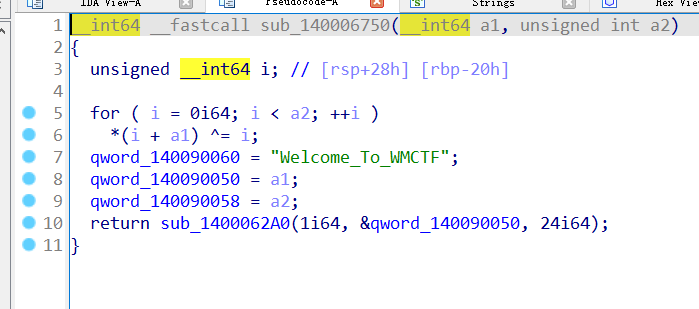 IDA View-A Pseudocode-A Strings Hex View
1 __int64 __fastcall sub_140006750(__int64 a1, unsigned int a2)
2 {
3 unsigned __int64 i; // [rsp+28h] [rbp-20h]
4
5 for ( i = 0i64; i < a2; ++i )
6 *(i + a1) ^= i;
7 qword_140090060 = "Welcome_To_WMCTF";
8 qword_140090050 = a1;
9 qword_140090058 = a2;
10 return sub_1400062A0(1i64, &qword_140090050, 24i64);
11 }